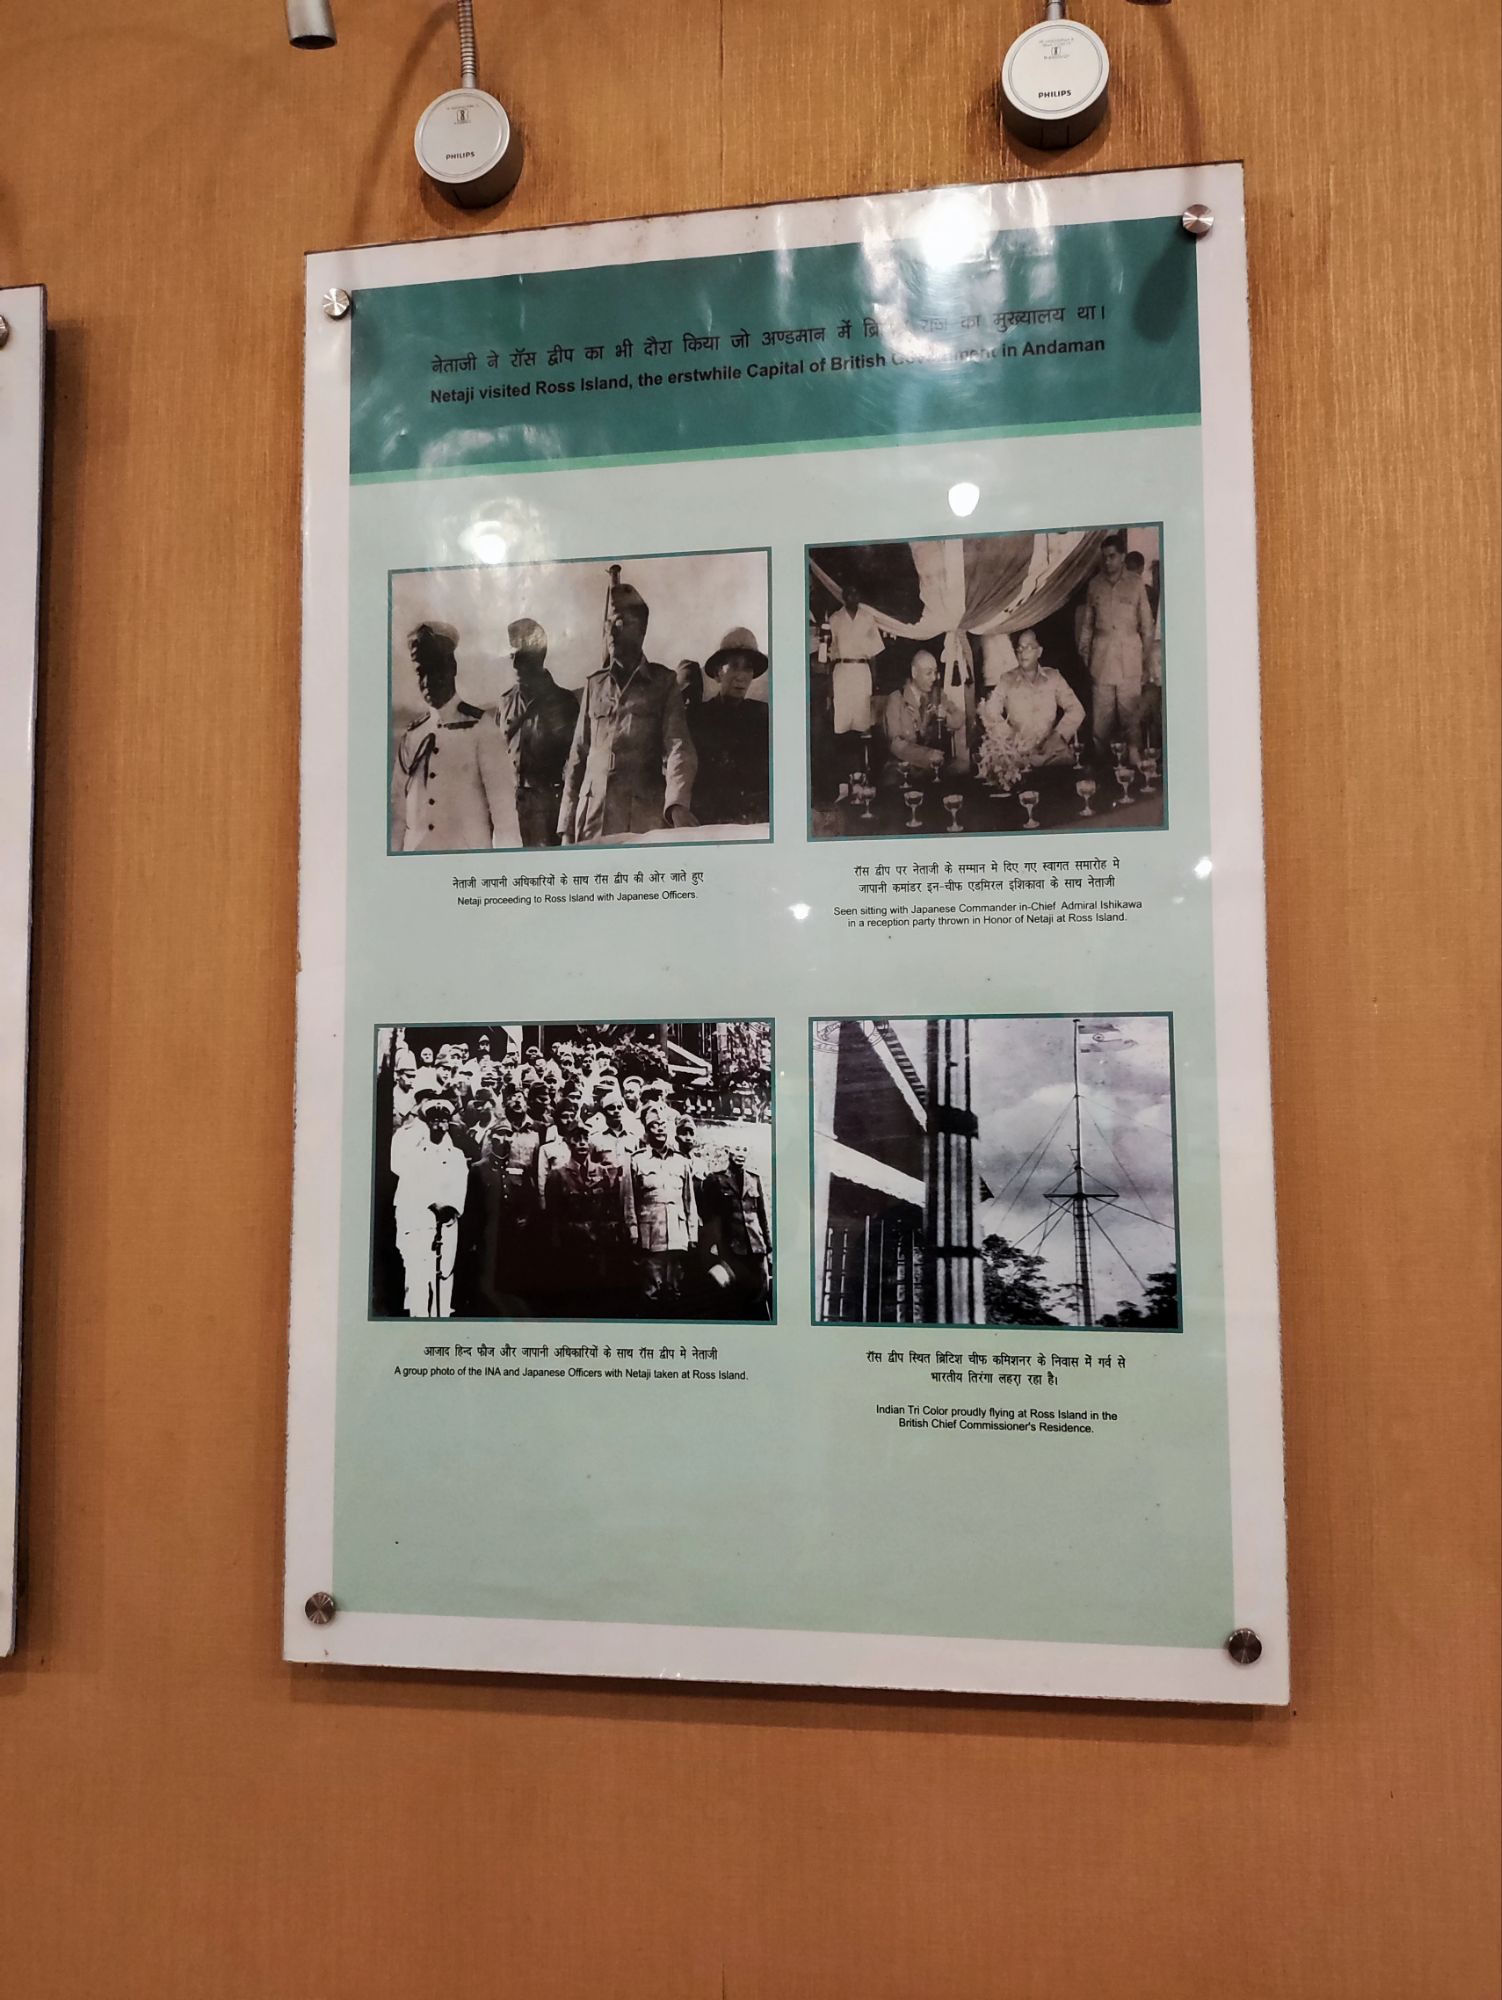 PHILIPS
PHILIPS
नेताजी ने रॉस द्वीप का भी दौरा किया जो अण्डमान में राज का मुख्यालय था।
Netaji visited Ross Island, the erstwhile Capital of British Government in Andaman
नेताजी जापानी अधिकारियों के साथ रॉस द्वीप की ओर जाते हुए
Netaji proceeding to Ross Island with Japanese Officers.
रॉस द्वीप पर नेताजी के सम्मान मे दिए गए स्वागत समारोह मे
जापानी कमांडर इन-चीफ एडमिरल इशिकावा के साथ नेताजी
Seen sitting with Japanese Commander in-Chief Admiral Ishikawa
in a reception party thrown in Honor of Netaji at Ross Island.
आजाद हिन्द फौज और जापानी अधिकारियों के साथ रॉस द्वीप मे नेताजी
A group photo of the INA and Japanese Officers with Netaji taken at Ross Island.
रॉस द्वीप स्थित ब्रिटिश चीफ कमिशनर के निवास में गर्व से
भारतीय तिरंगा लहरा रहा है।
Indian Tri Color proudly flying at Ross Island in the
British Chief Commissioner's Residence.